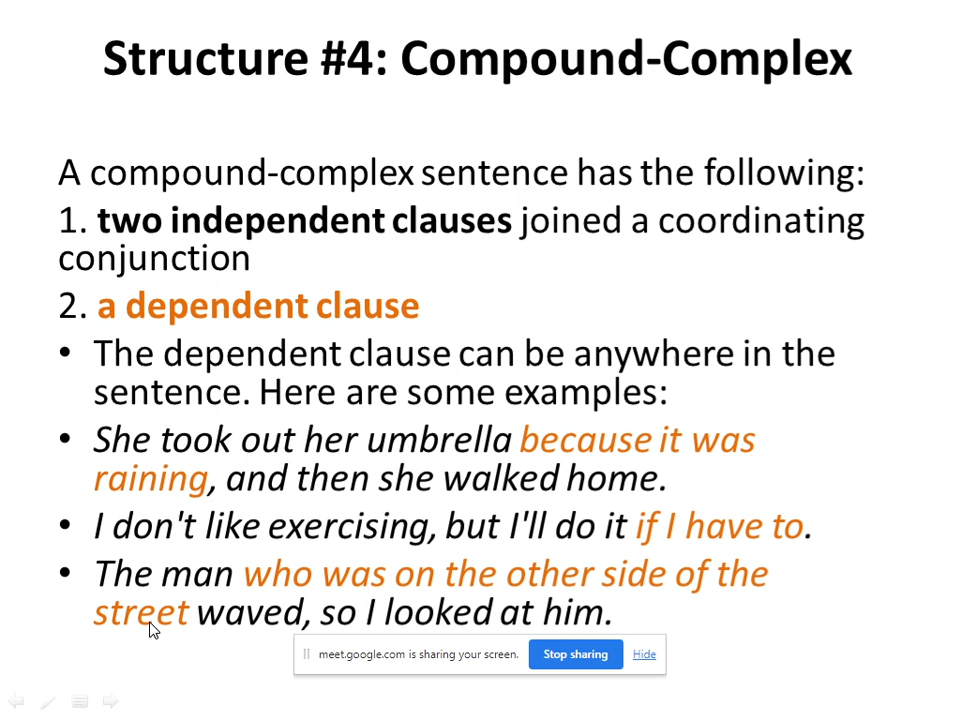 Structure #4: Compound-Complex
A compound-complex sentence has the following:
1. two independent clauses joined a coordinating
conjunction
2. a dependent clause
• The dependent clause can be anywhere in the
sentence. Here are some examples:
• She took out her umbrella because it was
raining, and then she walked home.
• I don't like exercising, but I'll do it if I have to.
• The man who was on the other side of the
street waved, so I looked at him.
meet.google.com is sharing your screen. Stop sharing Hide